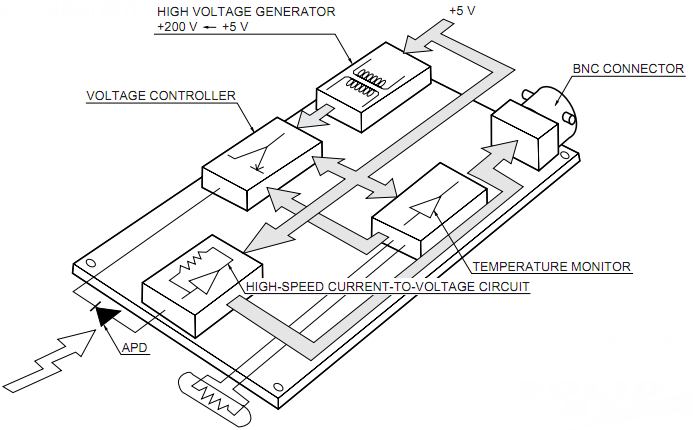 HIGH VOLTAGE GENERATOR
+200 V ← +5 V
+5 V
BNC CONNECTOR
VOLTAGE CONTROLLER
TEMPERATURE MONITOR
HIGH-SPEED CURRENT-TO-VOLTAGE CIRCUIT
APD